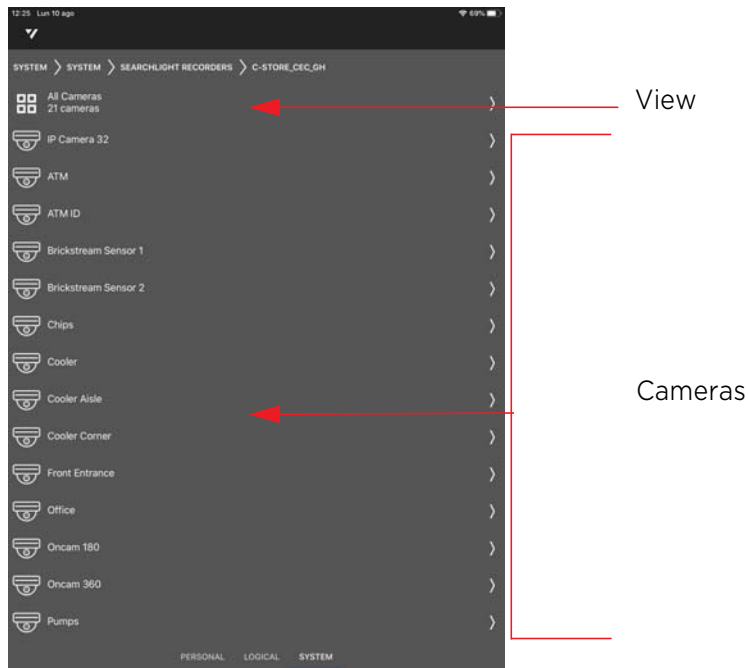 12:25 Lun 10 ago
69%
SYSTEM > SYSTEM > SEARCHLIGHT RECORDERS > C-STORE_CEC_GH
All Cameras
21 cameras
View
IP Camera 32
ATM
ATM ID
Brickstream Sensor 1
Brickstream Sensor 2
Chips
Cooler
Cooler Aisle
Cameras
Cooler Corner
Front Entrance
Office
Oncam 180
Oncam 360
Pumps
PERSONAL LOGICAL SYSTEM